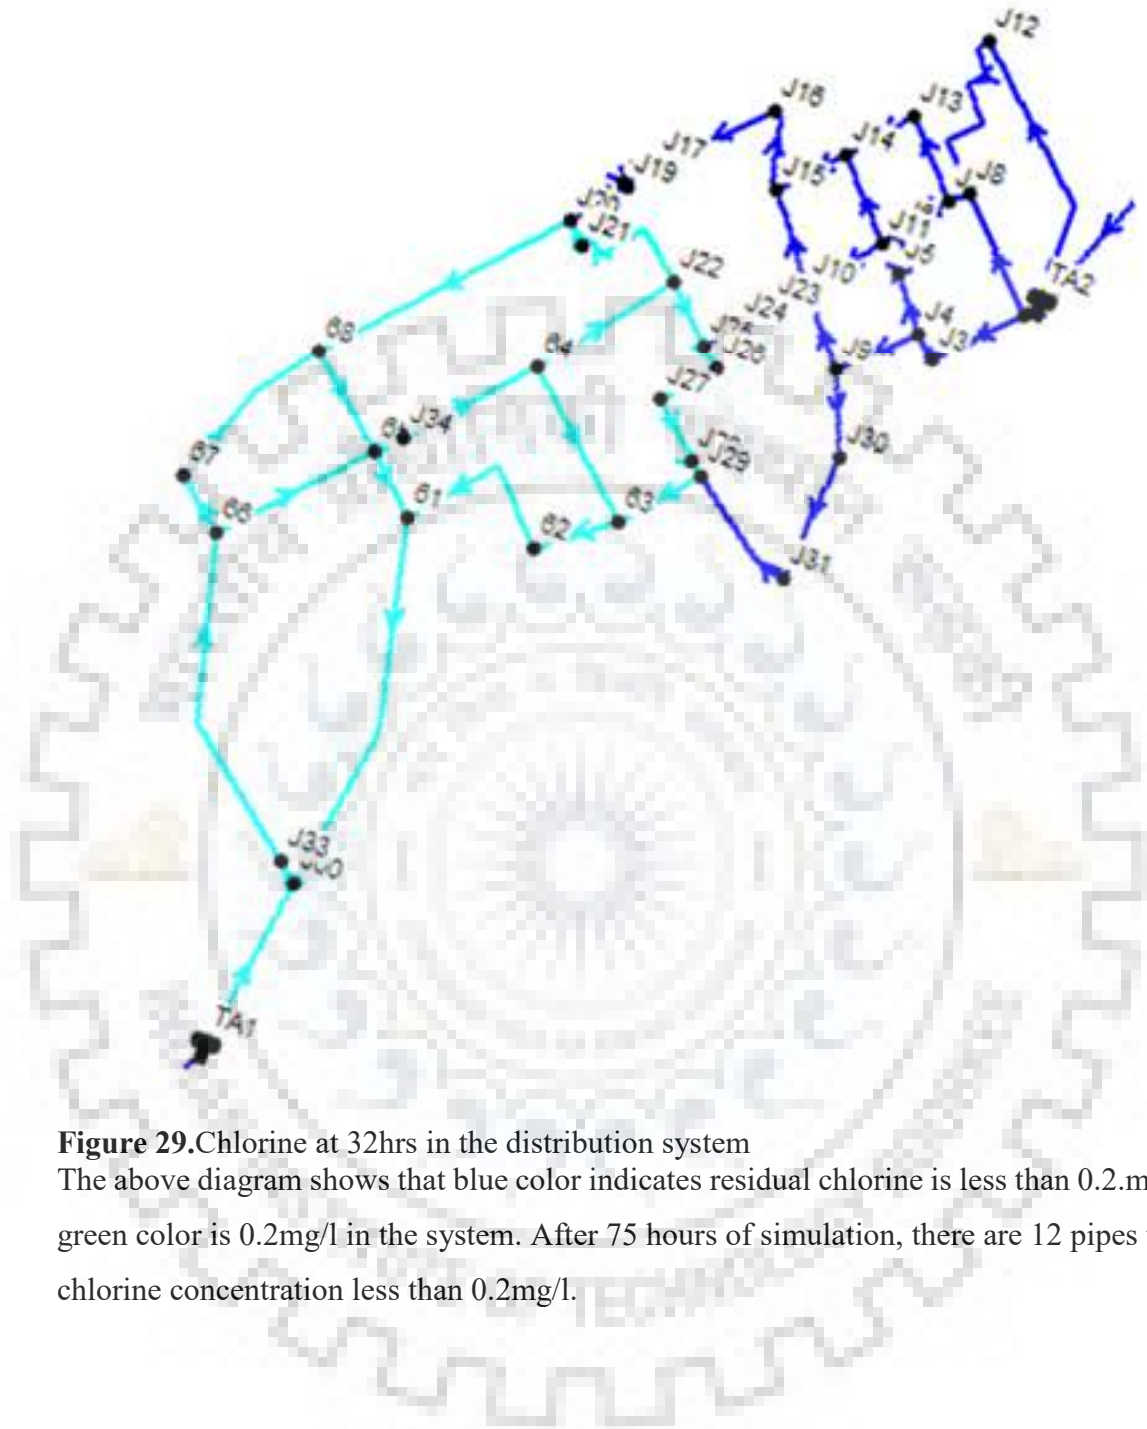 J12
J16
J13
J17
J14
J19
J15
J8
J21
J11
J5
J22
J10
TA2
J23
J24
68
J4
64
J26
J9
J3
J27
J34
67
J30
J29
61
63
66
62
J31
J33
TA1
Figure 29.Chlorine at 32hrs in the distribution system
The above diagram shows that blue color indicates residual chlorine is less than 0.2.m
green color is 0.2mg/l in the system. After 75 hours of simulation, there are 12 pipes
chlorine concentration less than 0.2mg/l.